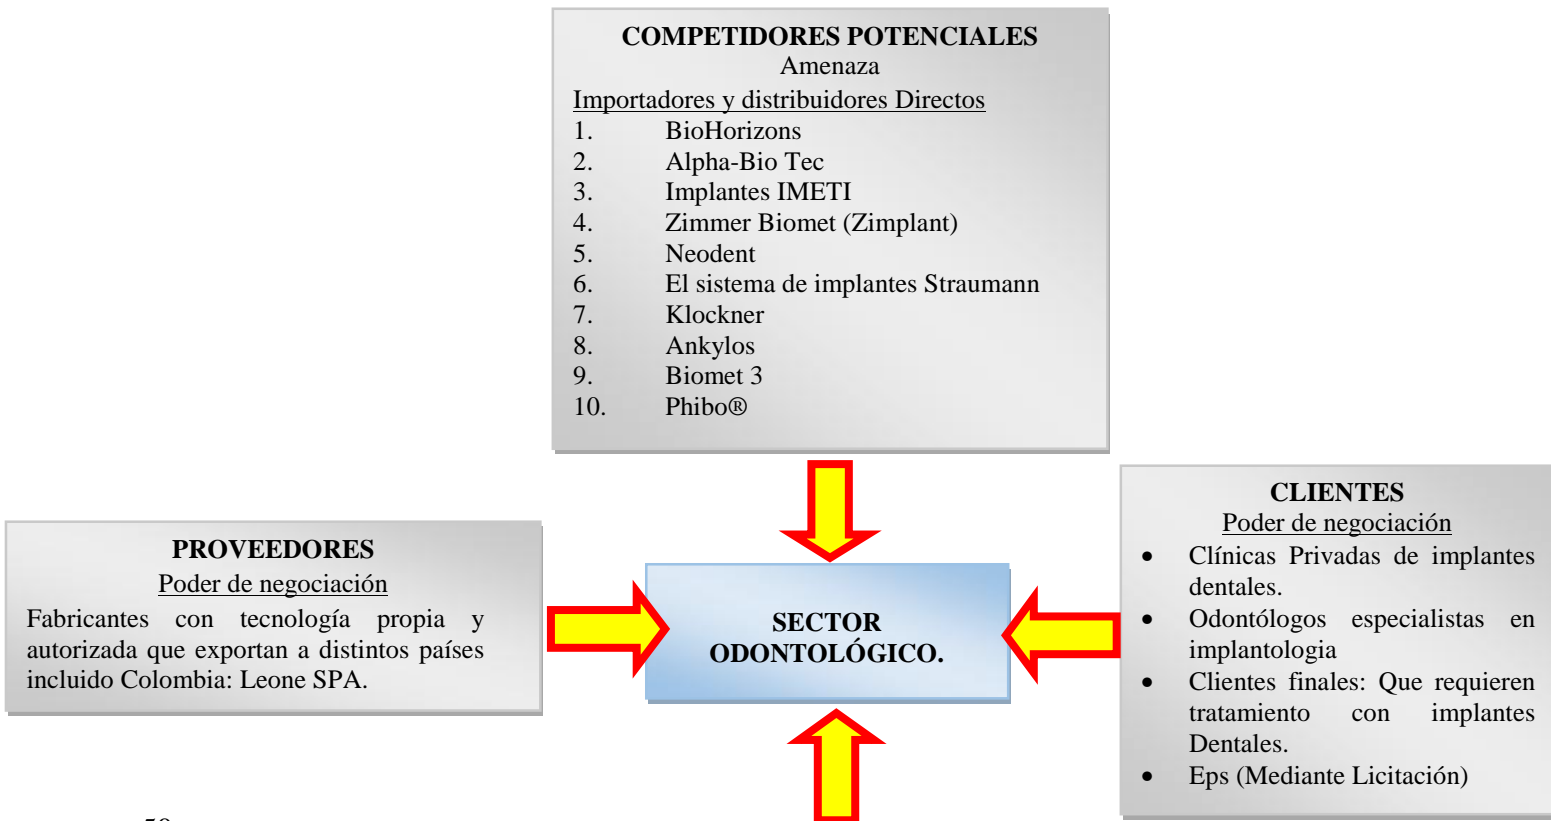 COMPETIDORES POTENCIALES
Amenaza
Importadores y distribuidores Directos
1. BioHorizons
2. Alpha-Bio Tec
3. Implantes IMETI
4. Zimmer Biomet (Zimplant)
5. Neodent
6. El sistema de implantes Straumann
7. Klockner
8. Ankylos
9. Biomet 3
10. Phibo®
PROVEEDORES
Poder de negociación
Fabricantes con tecnología propia y
autorizada que exportan a distintos países
incluido Colombia: Leone SPA.
SECTOR
ODONTOLÓGICO.
CLIENTES
Poder de negociación
• Clínicas Privadas de implantes
dentales.
• Odontólogos especialistas en
implantologia
• Clientes finales: Que requieren
tratamiento con implantes
Dentales.
• Eps (Mediante Licitación)